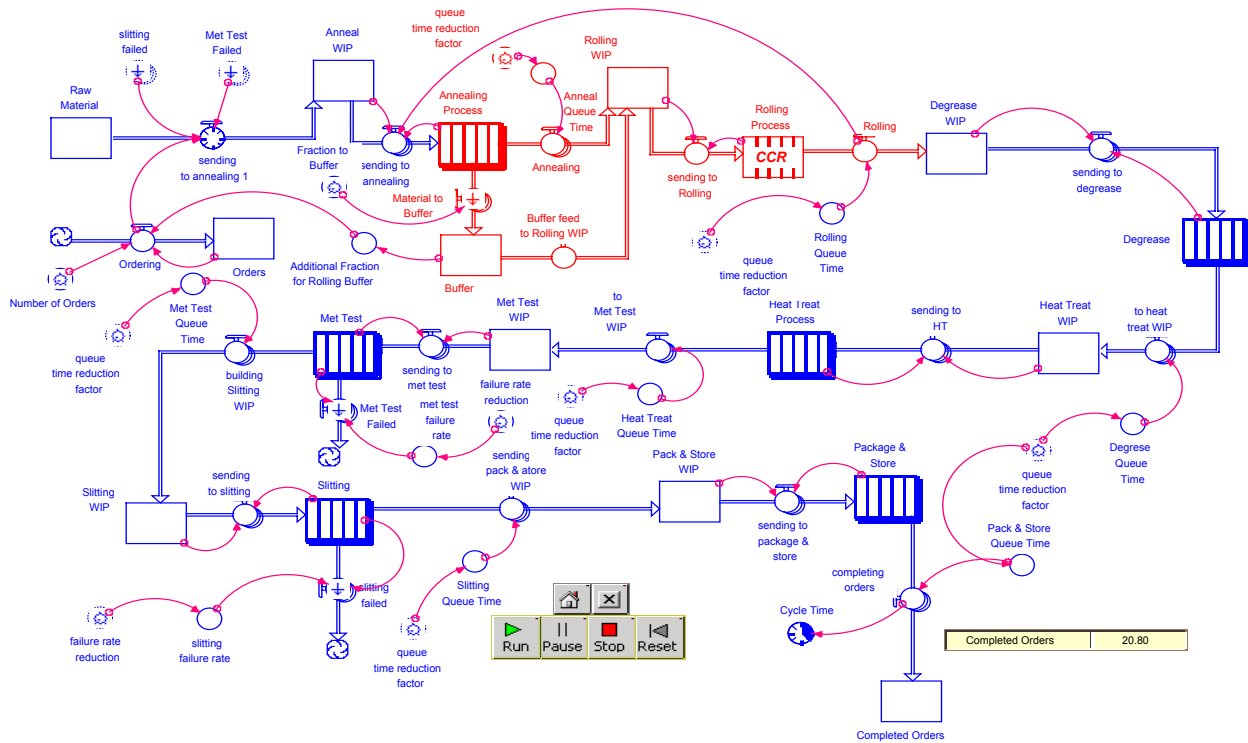 slitting
failed
Met Test
Failed
Anneal
WIP
queue
time reduction
factor
Rolling
WIP
Raw
Material
Annealing
Process
Anneal
Queue
Time
Rolling
Process
Rolling
Degrease
WIP
sending
to annealing 1
Fraction to
Buffer
sending to
annealing
Annealing
sending to
Rolling
CCR
sending to
degrease
Material to
Buffer
Buffer feed
to Rolling WIP
Ordering
Orders
Additional Fraction
for Rolling Buffer
Buffer
queue
time reduction
factor
Rolling
Queue
Time
Degrease
Number of Orders
Met Test
Queue
Time
Met Test
Met Test
WIP
to
Met Test
WIP
Heat Treat
Process
sending to
HT
Heat Treat
WIP
to heat
treat WIP
queue
time reduction
factor
building
Slitting
WIP
sending to
met test
failure rate
reduction
Met Test
Failed
met test
failure
rate
queue
time reduction
factor
Heat Treat
Queue Time
Degrese
Queue
Time
sending
pack & atore
WIP
Pack & Store
WIP
Package &
Store
queue
time reduction
factor
Slitting
WIP
sending
to slitting
Slitting
sending to
package &
store
Pack & Store
Queue Time
slitting
failed
Slitting
Queue Time
completing
orders
Cycle Time
failure rate
reduction
slitting
failure rate
queue
time reduction
factor
Run
Pause
Stop
Reset
Completed Orders 20.80
Completed Orders